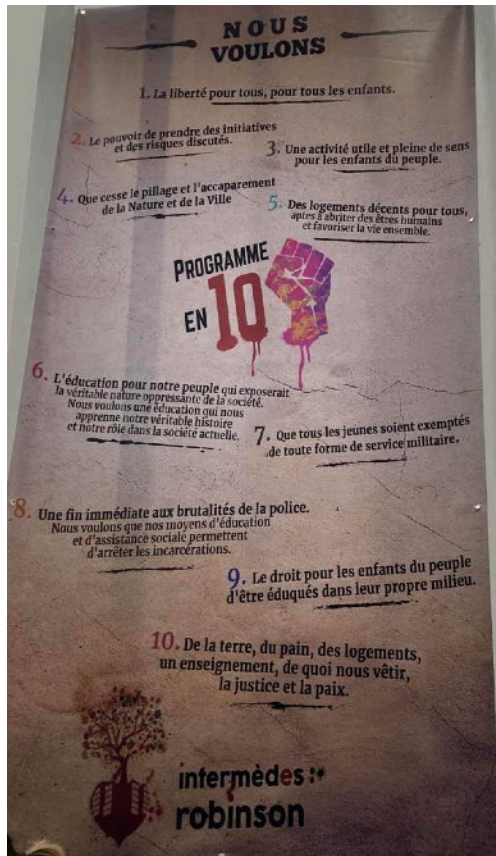 NOUS
VOULONS
1. La liberté pour tous, pour tous les enfants.
2. Le pouvoir de prendre des initiatives
et des risques discutés.
3. Une activité utile et pleine de sens
pour les enfants du peuple.
4. Que cesse le pillage et l'accaparement
de la Nature et de la Ville
5. Des logements décents pour tous,
aptes à abriter des êtres humains
et favoriser la vie ensemble.
PROGRAMME
EN 10
6. L'éducation pour notre peuple qui exposerait
la véritable nature oppressante de la société.
Nous voulons une éducation qui nous
apprenne notre véritable histoire
et notre rôle dans la société actuelle.
7. Que tous les jeunes soient exemptés
de toute forme de service militaire.
8. Une fin immédiate aux brutalités de la police.
Nous voulons que nos moyens d'éducation
et d'assistance sociale permettent
d'arrêter les incarcérations.
9. Le droit pour les enfants du peuple
d'être éduqués dans leur propre milieu.
10. De la terre, du pain, des logements,
un enseignement, de quoi nous vêtir,
la justice et la paix.
intermèdes
robinson